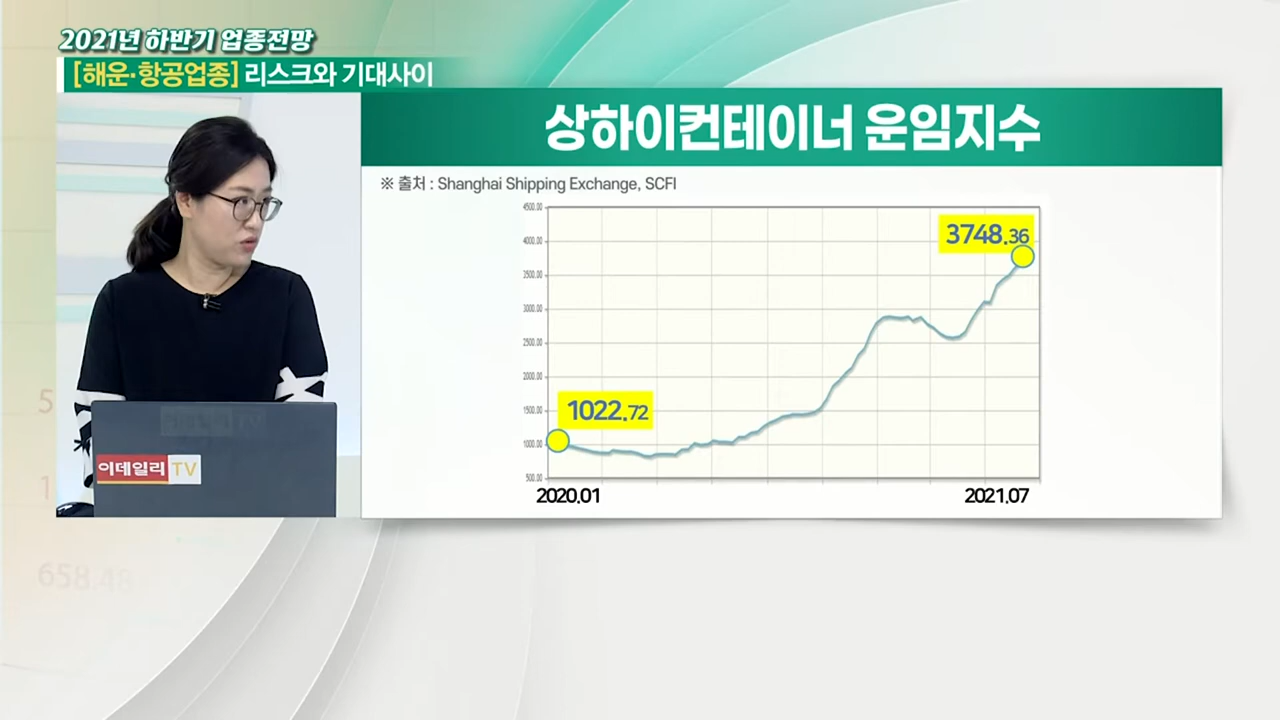 2021년 하반기 업종전망
[해운·항공업종] 리스크와 기대사이
상하이컨테이너 운임지수
※ 출처 : Shanghai Shipping Exchange, SCFI
4500.00
4000.00
3500.00
3000.00
2500.00
2000.00
1500.00
1000.00
500.00
3748.36
1022.72
2020.01
2021.07
이데일리 TV
658.48